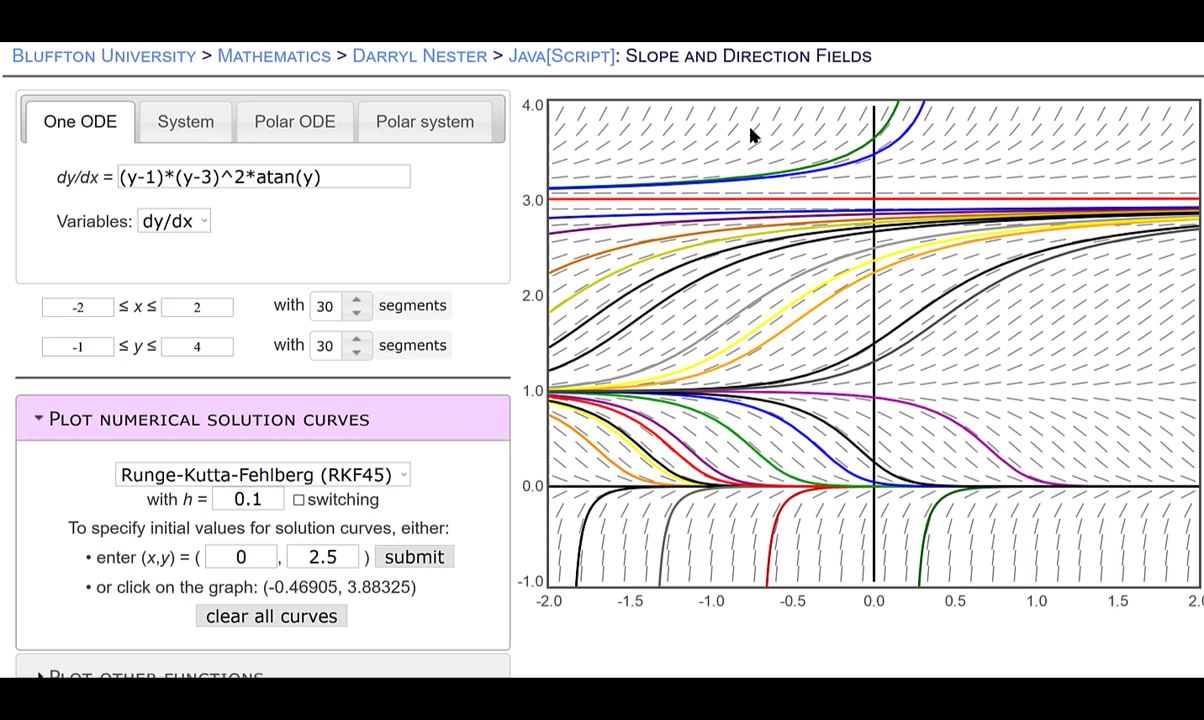 BLUFFTON UNIVERSITY > MATHEMATICS > DARRYL NESTER > JAVA[SCRIPT]: SLOPE AND DIRECTION FIELDS
One ODE System Polar ODE Polar system
dy/dx = (y-1)*(y-3)^2*atan(y)
Variables: dy/dx
-2 ≤ x ≤ 2 with 30 segments
-1 ≤ y ≤ 4 with 30 segments
PLOT NUMERICAL SOLUTION CURVES
Runge-Kutta-Fehlberg (RKF45)
with h = 0.1 switching
To specify initial values for solution curves, either:
• enter (x,y) = ( 0 , 2.5 ) submit
• or click on the graph: (-0.46905, 3.88325)
clear all curves
PLOT OTHER FUNCTIONS
4.0
3.0
2.0
1.0
0.0
-1.0
-2.0 -1.5 -1.0 -0.5 0.0 0.5 1.0 1.5 2.0